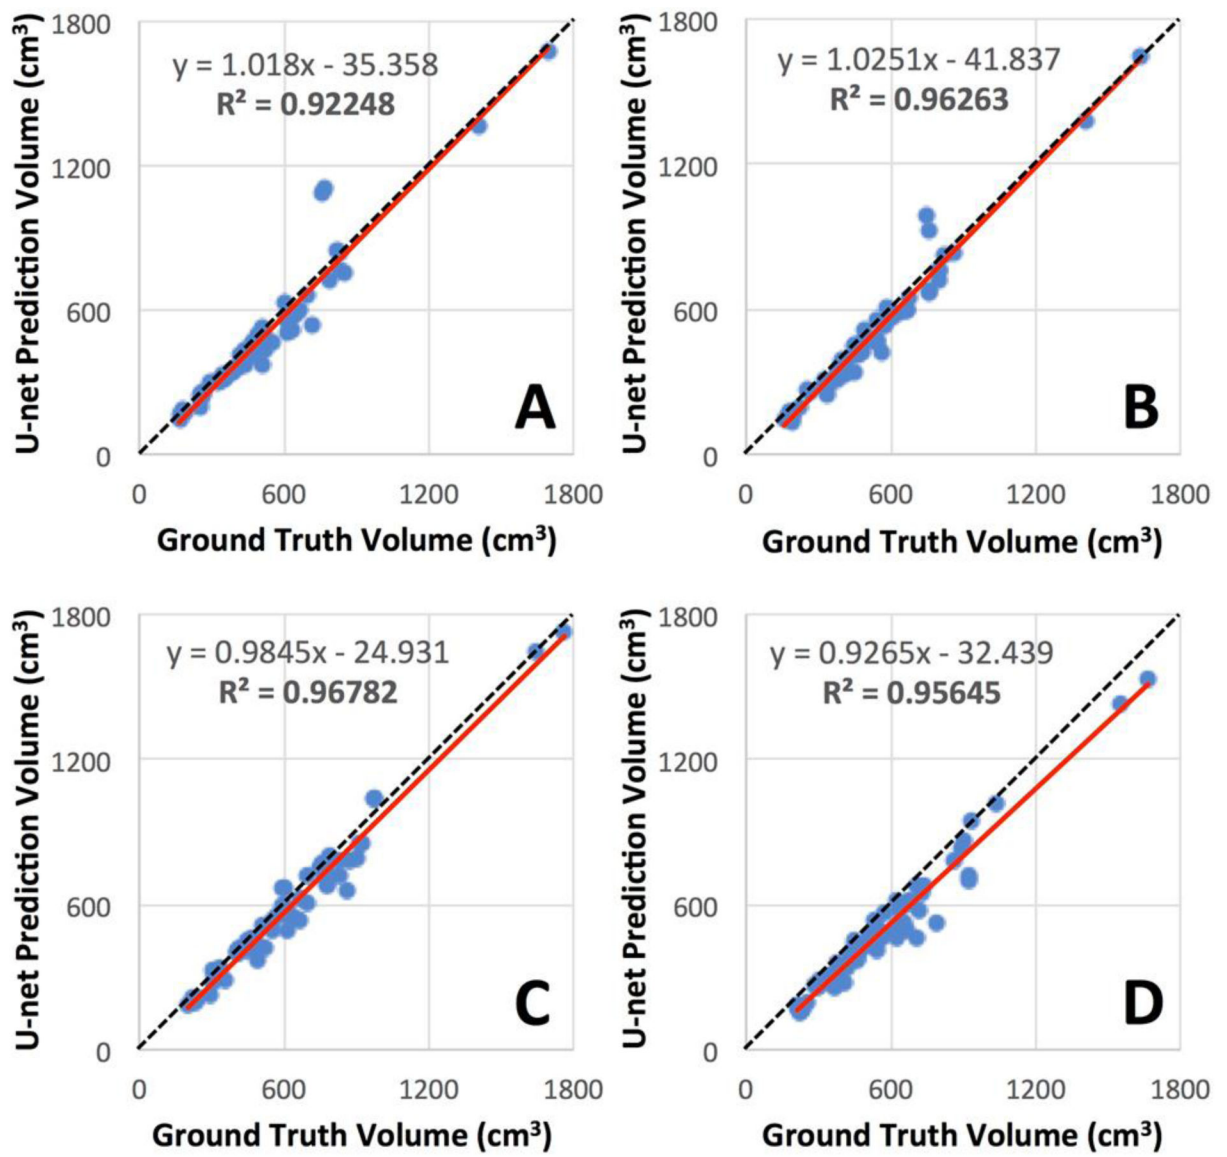 U-net Prediction Volume (cm³)
1800
1200
600
0
y = 1.018x - 35.358
R² = 0.92248
A
0 600 1200 1800
Ground Truth Volume (cm³)
U-net Prediction Volume (cm³)
1800
1200
600
0
y = 1.0251x - 41.837
R² = 0.96263
B
0 600 1200 1800
Ground Truth Volume (cm³)
U-net Prediction Volume (cm³)
1800
1200
600
0
y = 0.9845x - 24.931
R² = 0.96782
C
0 600 1200 1800
Ground Truth Volume (cm³)
U-net Prediction Volume (cm³)
1800
1200
600
0
y = 0.9265x - 32.439
R² = 0.95645
D
0 600 1200 1800
Ground Truth Volume (cm³)